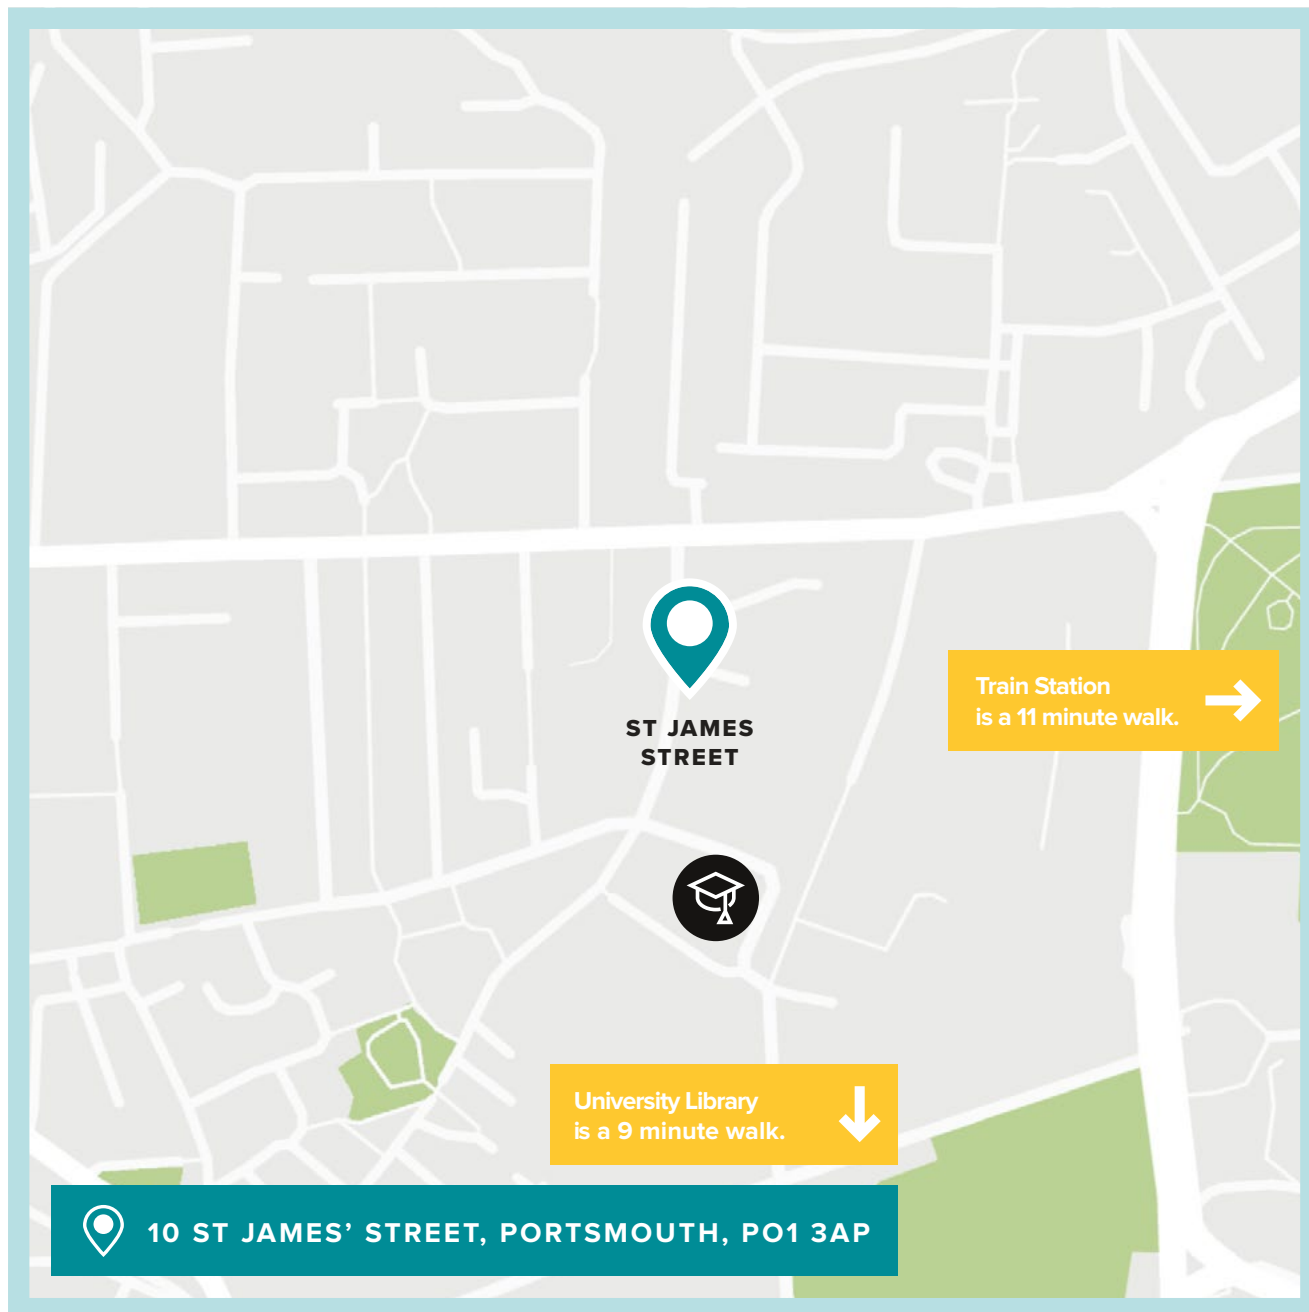 ST JAMES
STREET
Train Station
is a 11 minute walk.
University Library
is a 9 minute walk.
10 ST JAMES’ STREET, PORTSMOUTH, PO1 3AP